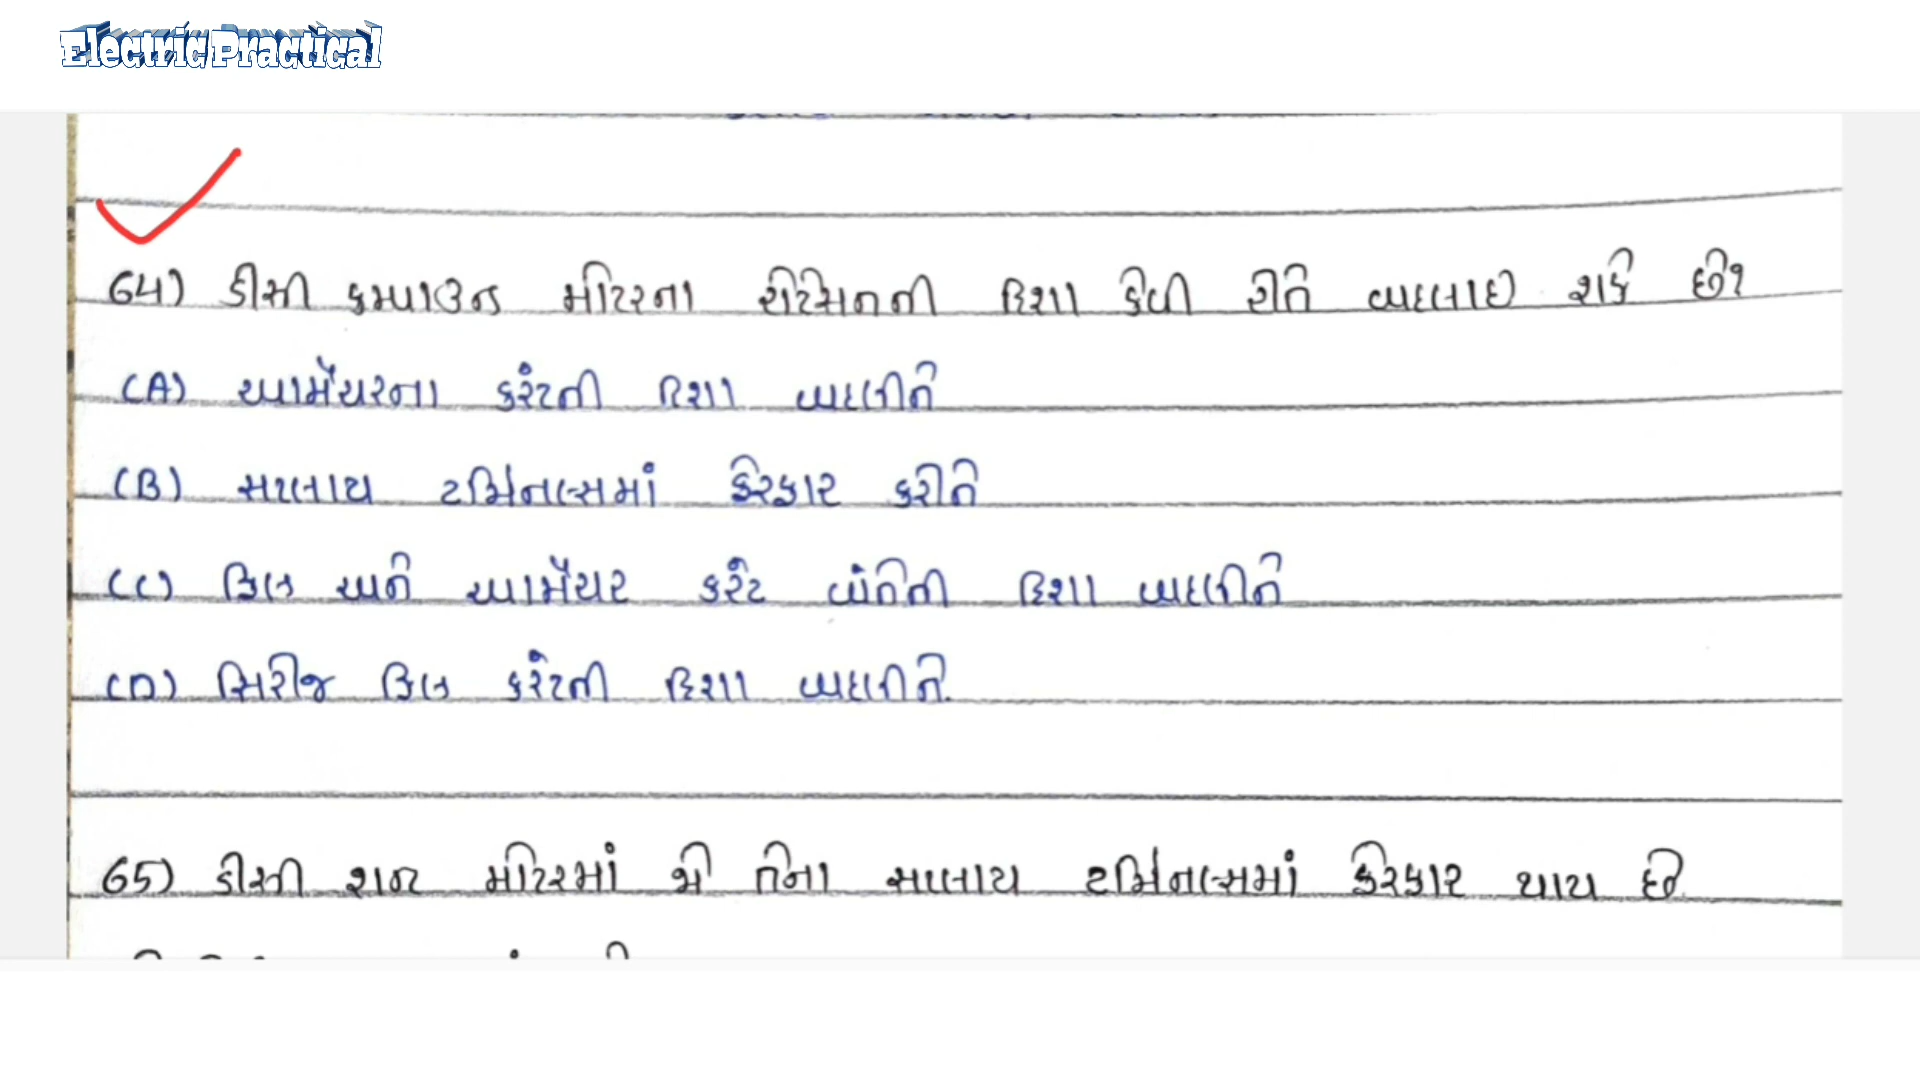 Electric Practical
64) ડીસી કમ્પાઉન્ડ મોટરના રોટેશનની દિશા કેવી રીતે બદલાઈ શકે છે?
(A) આર્મેચરના કરંટની દિશા બદલીને
(B) સપ્લાય ટર્મિનલ્સમાં ફેરફાર કરીને
(C) ફિલ્ડ અને આર્મેચર કરંટ બંનેની દિશા બદલીને
(D) સિરીજ ફિલ્ડ કરંટની દિશા બદલીને.
65) ડીસી શન્ટ મોટરમાં જો તેના સપ્લાય ટર્મિનલ્સમાં ફેરફાર થાય છે